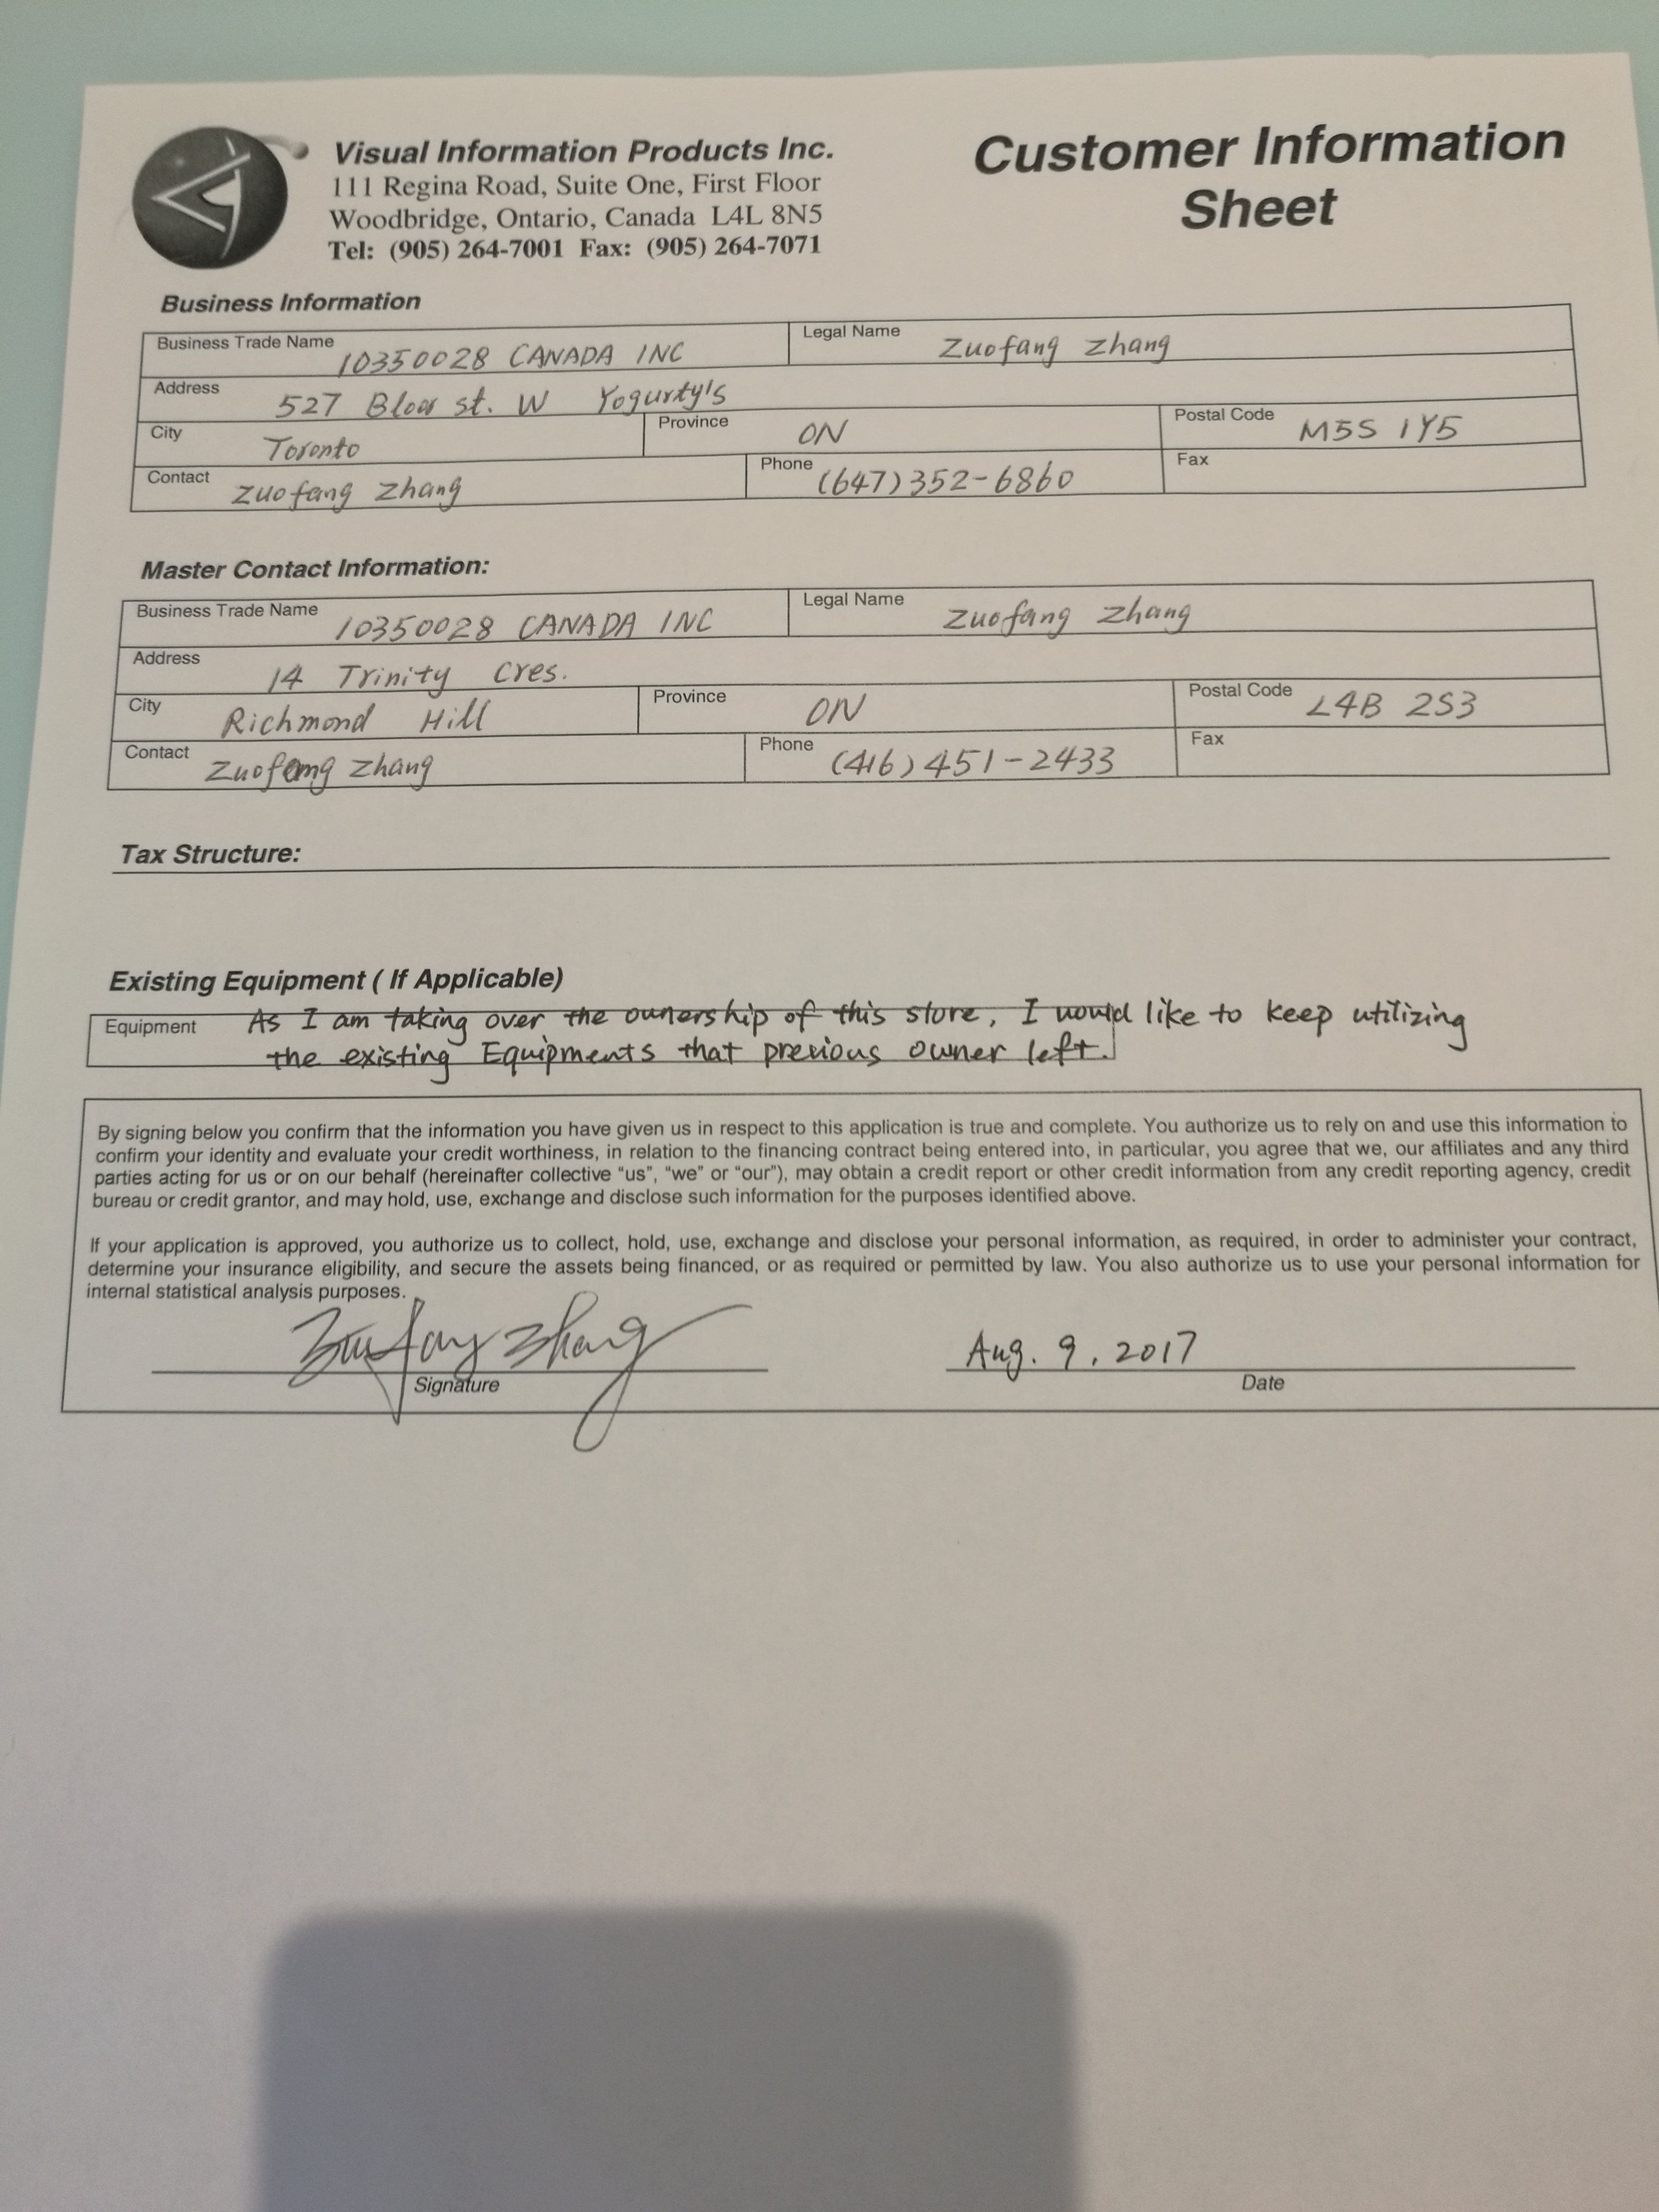 Visual Information Products Inc.
111 Regina Road, Suite One, First Floor
Woodbridge, Ontario, Canada L4L 8N5
Tel: (905) 264-7001 Fax: (905) 264-7071
Customer Information
Sheet
Business Information
Business Trade Name 10350028 CANADA INC Legal Name Zuofang Zhang
Address 527 Bloor st. W Yogurty's
City Toronto Province ON Postal Code M5S 1Y5
Contact Zuofang Zhang Phone (647)352-6860 Fax
Master Contact Information:
Business Trade Name 10350028 CANADA INC Legal Name Zuofang Zhang
Address 14 Trinity Cres.
City Richmond Hill Province ON Postal Code L4B 2S3
Contact Zuofang Zhang Phone (416)451-2433 Fax
Tax Structure:
Existing Equipment ( If Applicable)
Equipment As I am taking over the ownership of this store, I would like to keep utilizing
the existing Equipments that previous owner left.
By signing below you confirm that the information you have given us in respect to this application is true and complete. You authorize us to rely on and use this information to
confirm your identity and evaluate your credit worthiness, in relation to the financing contract being entered into, in particular, you agree that we, our affiliates and any third
parties acting for us or on our behalf (hereinafter collective "us", "we" or "our"), may obtain a credit report or other credit information from any credit reporting agency, credit
bureau or credit grantor, and may hold, use, exchange and disclose such information for the purposes identified above.
If your application is approved, you authorize us to collect, hold, use, exchange and disclose your personal information, as required, in order to administer your contract,
determine your insurance eligibility, and secure the assets being financed, or as required or permitted by law. You also authorize us to use your personal information for
internal statistical analysis purposes.
Zuofang Zhang Aug. 9, 2017
Signature Date